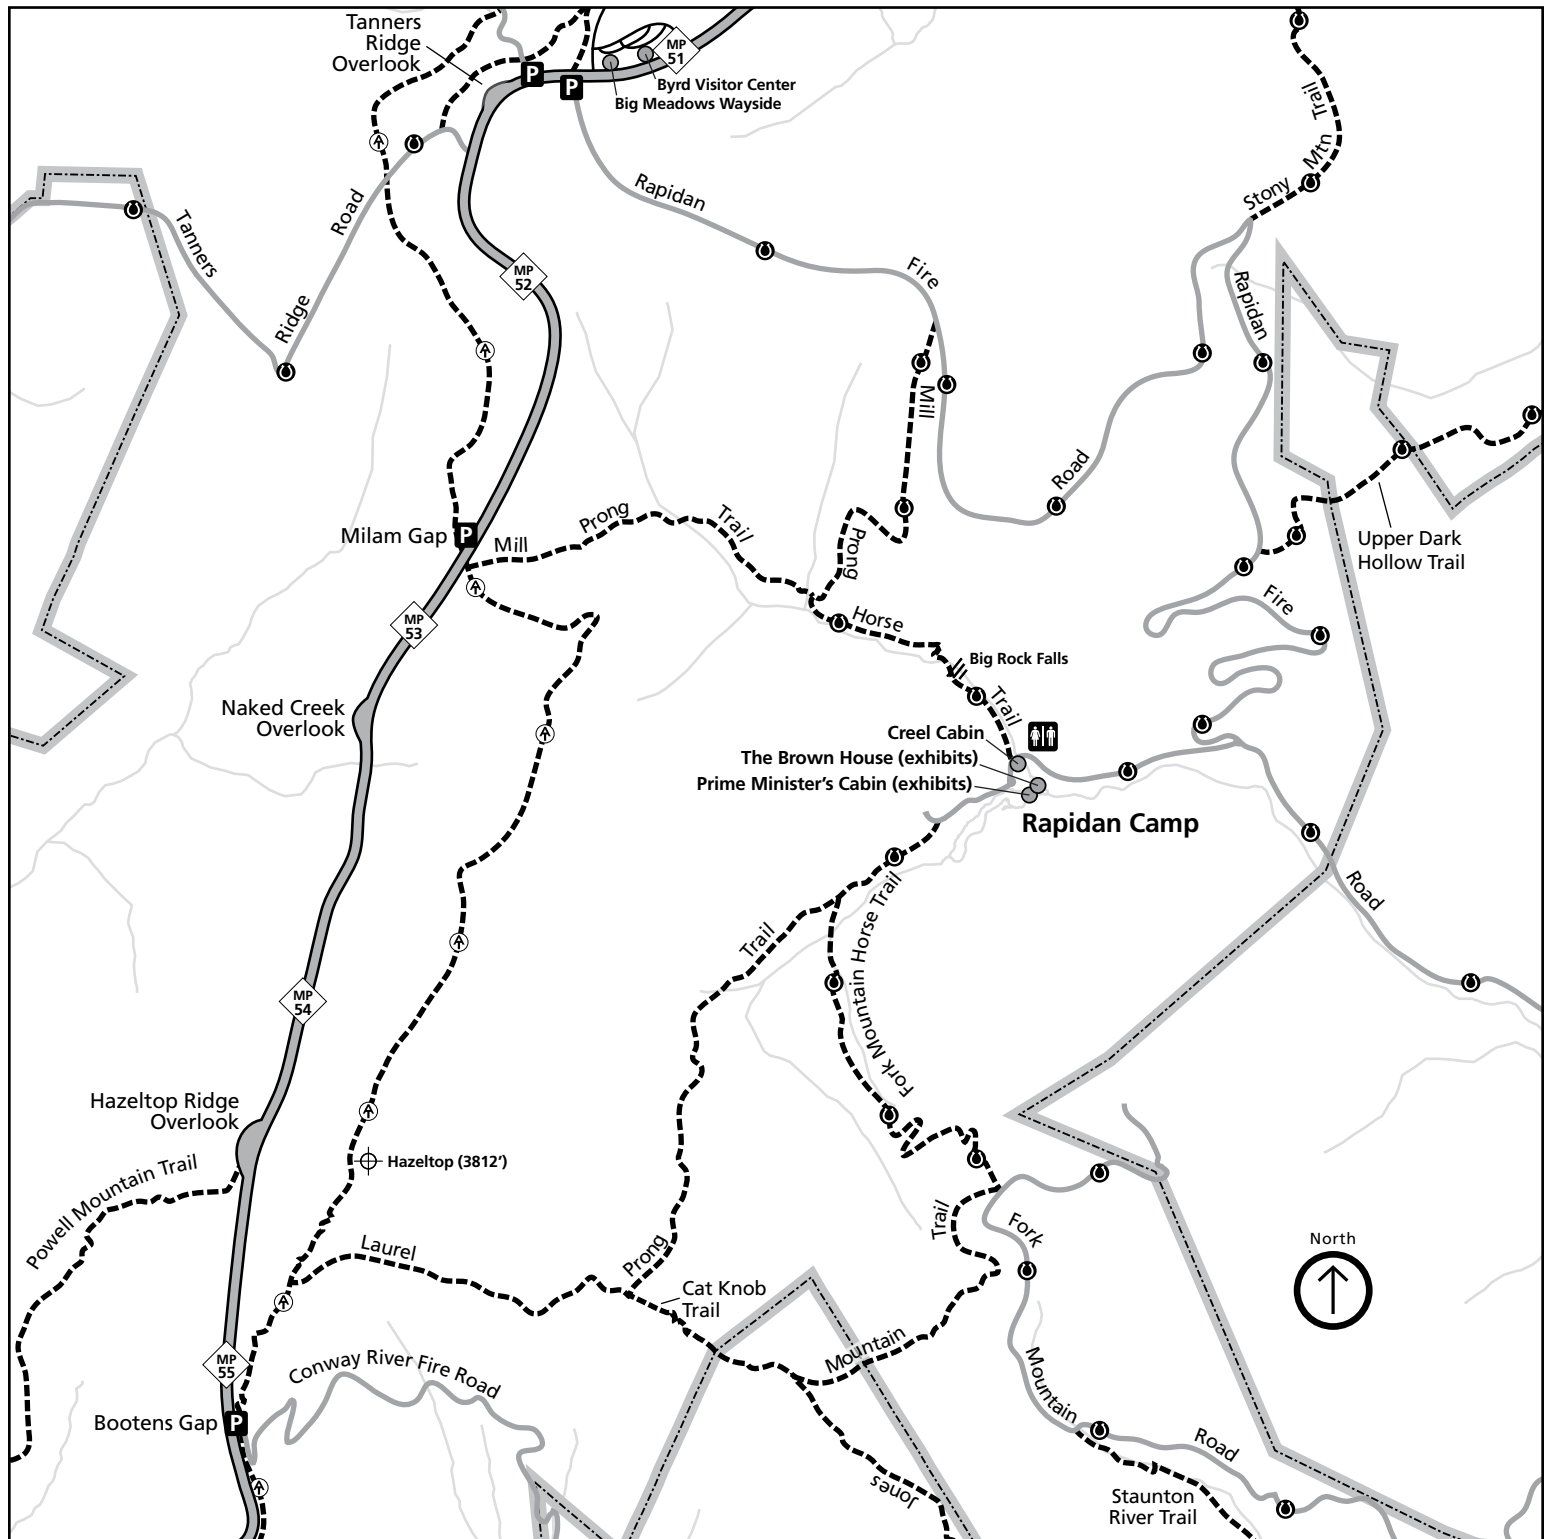 Tanners
Ridge
Overlook
P
P
MP
51
Byrd Visitor Center
Big Meadows Wayside
Mtn Trail
Stony
Rapidan
Tanners
Ridge
Road
Fire
Rapidan
MP
52
Mill
Road
Milam Gap
P
Mill
Prong
Trail
Prong
Upper Dark
Hollow Trail
Fire
MP
53
Horse
Big Rock Falls
Trail
Naked Creek
Overlook
Creel Cabin
The Brown House (exhibits)
Prime Minister’s Cabin (exhibits)
Rapidan Camp
Road
Trail
Fork Mountain Horse Trail
MP
54
Hazeltop Ridge
Overlook
Hazeltop (3812’)
Powell Mountain Trail
Laurel
Prong
Trail
Fork
North
Cat Knob
Trail
MP
55
Conway River Fire Road
Mountain
Mountain
Bootens Gap
P
Road
Jones
Staunton
River Trail